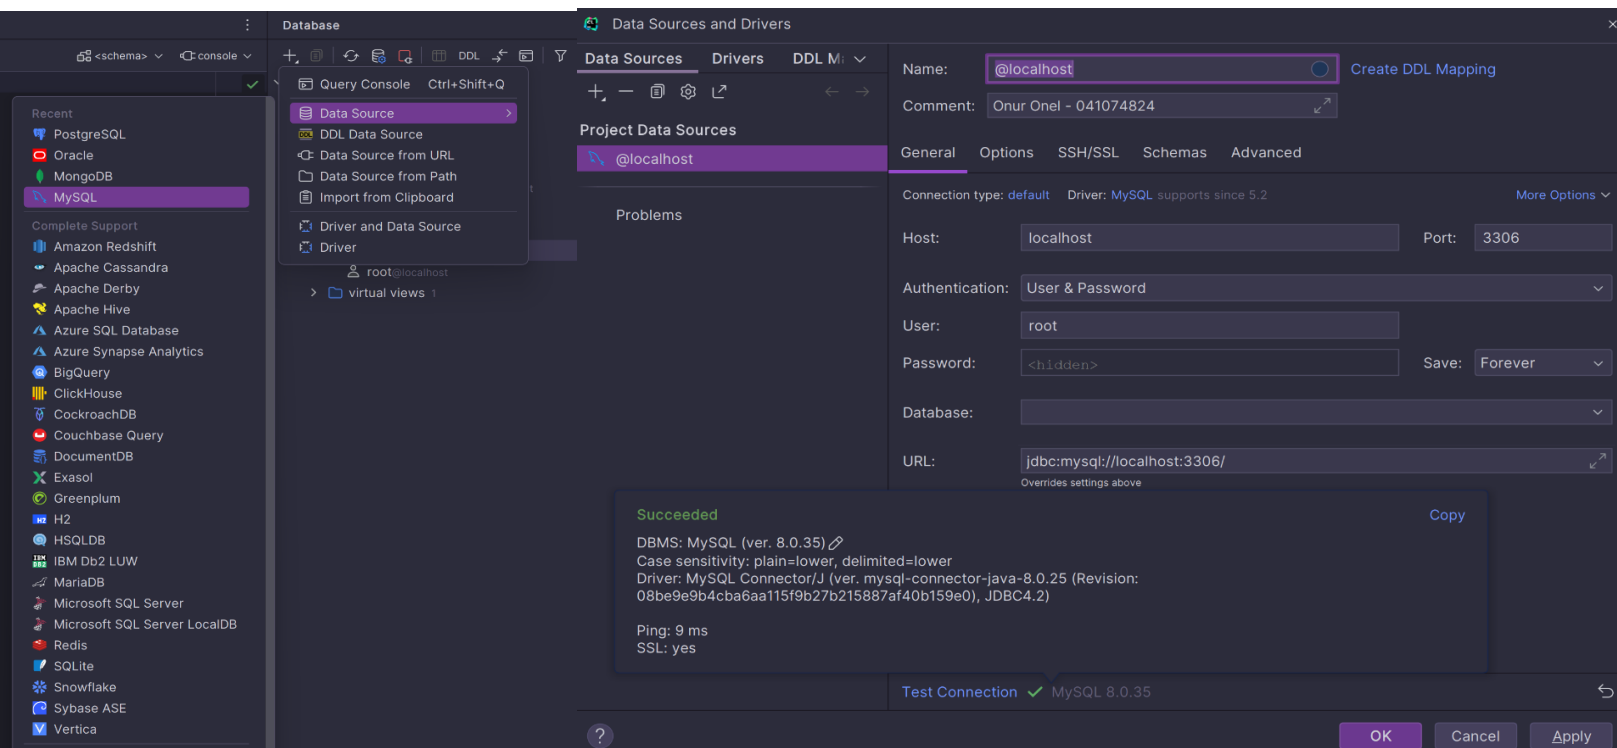 <schema>
console
Recent
PostgreSQL
Oracle
MongoDB
MySQL
Complete Support
Amazon Redshift
Apache Cassandra
Apache Derby
Apache Hive
Azure SQL Database
Azure Synapse Analytics
BigQuery
ClickHouse
CockroachDB
Couchbase Query
DocumentDB
Exasol
Greenplum
H2
HSQLDB
IBM Db2 LUW
MariaDB
Microsoft SQL Server
Microsoft SQL Server LocalDB
Redis
SQLite
Snowflake
Sybase ASE
Vertica
Database
DDL
Query Console Ctrl+Shift+Q
Data Source
DDL Data Source
Data Source from URL
Data Source from Path
Import from Clipboard
Driver and Data Source
Driver
root@localhost
virtual views 1
Data Sources and Drivers
Data Sources Drivers DDL M
Project Data Sources
@localhost
Problems
Name: @localhost Create DDL Mapping
Comment: Onur Onel - 041074824
General Options SSH/SSL Schemas Advanced
Connection type: default Driver: MySQL supports since 5.2 More Options
Host: localhost Port: 3306
Authentication: User & Password
User: root
Password: <hidden> Save: Forever
Database:
URL: jdbc:mysql://localhost:3306/
Overrides settings above
Succeeded Copy
DBMS: MySQL (ver. 8.0.35)
Case sensitivity: plain=lower, delimited=lower
Driver: MySQL Connector/J (ver. mysql-connector-java-8.0.25 (Revision:
08be9e9b4cba6aa115f9b27b215887af40b159e0), JDBC4.2)
Ping: 9 ms
SSL: yes
Test Connection MySQL 8.0.35
? OK Cancel Apply